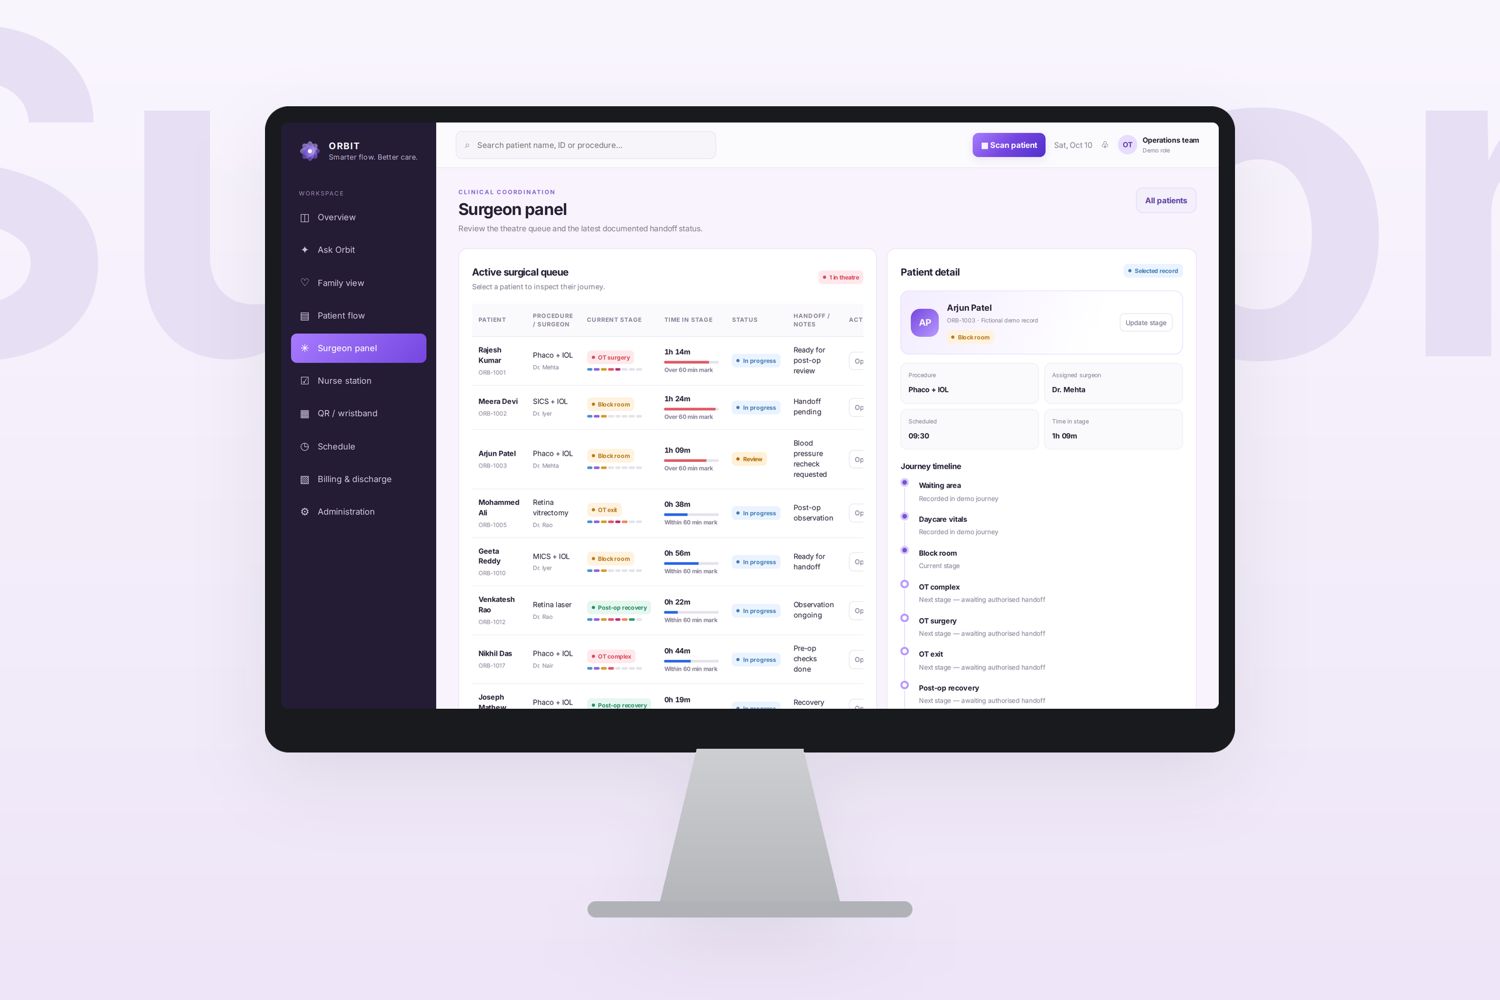 Su
or
ORBIT
Smarter flow. Better care.
WORKSPACE
Overview
Ask Orbit
Family view
Patient flow
Surgeon panel
Nurse station
QR / wristband
Schedule
Billing & discharge
Administration
Search patient name, ID or procedure...
Scan patient
Sat, Oct 10
OT
Operations team
Demo role
CLINICAL COORDINATION
Surgeon panel
Review the theatre queue and the latest documented handoff status.
All patients
Active surgical queue
Select a patient to inspect their journey.
1 in theatre
PATIENT
PROCEDURE
/ SURGEON
CURRENT STAGE
TIME IN STAGE
STATUS
HANDOFF /
NOTES
ACT
Rajesh
Kumar
ORB-1001
Phaco + IOL
Dr. Mehta
OT surgery
1h 14m
Over 60 min mark
In progress
Ready for
post-op
review
Op
Meera Devi
ORB-1002
SICS + IOL
Dr. Iyer
Block room
1h 24m
Over 60 min mark
In progress
Handoff
pending
Op
Arjun Patel
ORB-1003
Phaco + IOL
Dr. Mehta
Block room
1h 09m
Over 60 min mark
Review
Blood
pressure
recheck
requested
Op
Mohammed
Ali
ORB-1005
Retina
vitrectomy
Dr. Rao
OT exit
0h 38m
Within 60 min mark
In progress
Post-op
observation
Op
Geeta
Reddy
ORB-1010
MICS + IOL
Dr. Iyer
Block room
0h 56m
Within 60 min mark
In progress
Ready for
handoff
Op
Venkatesh
Rao
ORB-1012
Retina laser
Dr. Rao
Post-op recovery
0h 22m
Within 60 min mark
In progress
Observation
ongoing
Op
Nikhil Das
ORB-1017
Phaco + IOL
Dr. Nair
OT complex
0h 44m
Within 60 min mark
In progress
Pre-op
checks
done
Op
Joseph
Mathew
Phaco + IOL
Post-op recovery
0h 19m
In progress
Recovery
Op
Patient detail
Selected record
AP
Arjun Patel
ORB-1003 · Fictional demo record
Block room
Update stage
Procedure
Phaco + IOL
Assigned surgeon
Dr. Mehta
Scheduled
09:30
Time in stage
1h 09m
Journey timeline
Waiting area
Recorded in demo journey
Daycare vitals
Recorded in demo journey
Block room
Current stage
OT complex
Next stage — awaiting authorised handoff
OT surgery
Next stage — awaiting authorised handoff
OT exit
Next stage — awaiting authorised handoff
Post-op recovery
Next stage — awaiting authorised handoff